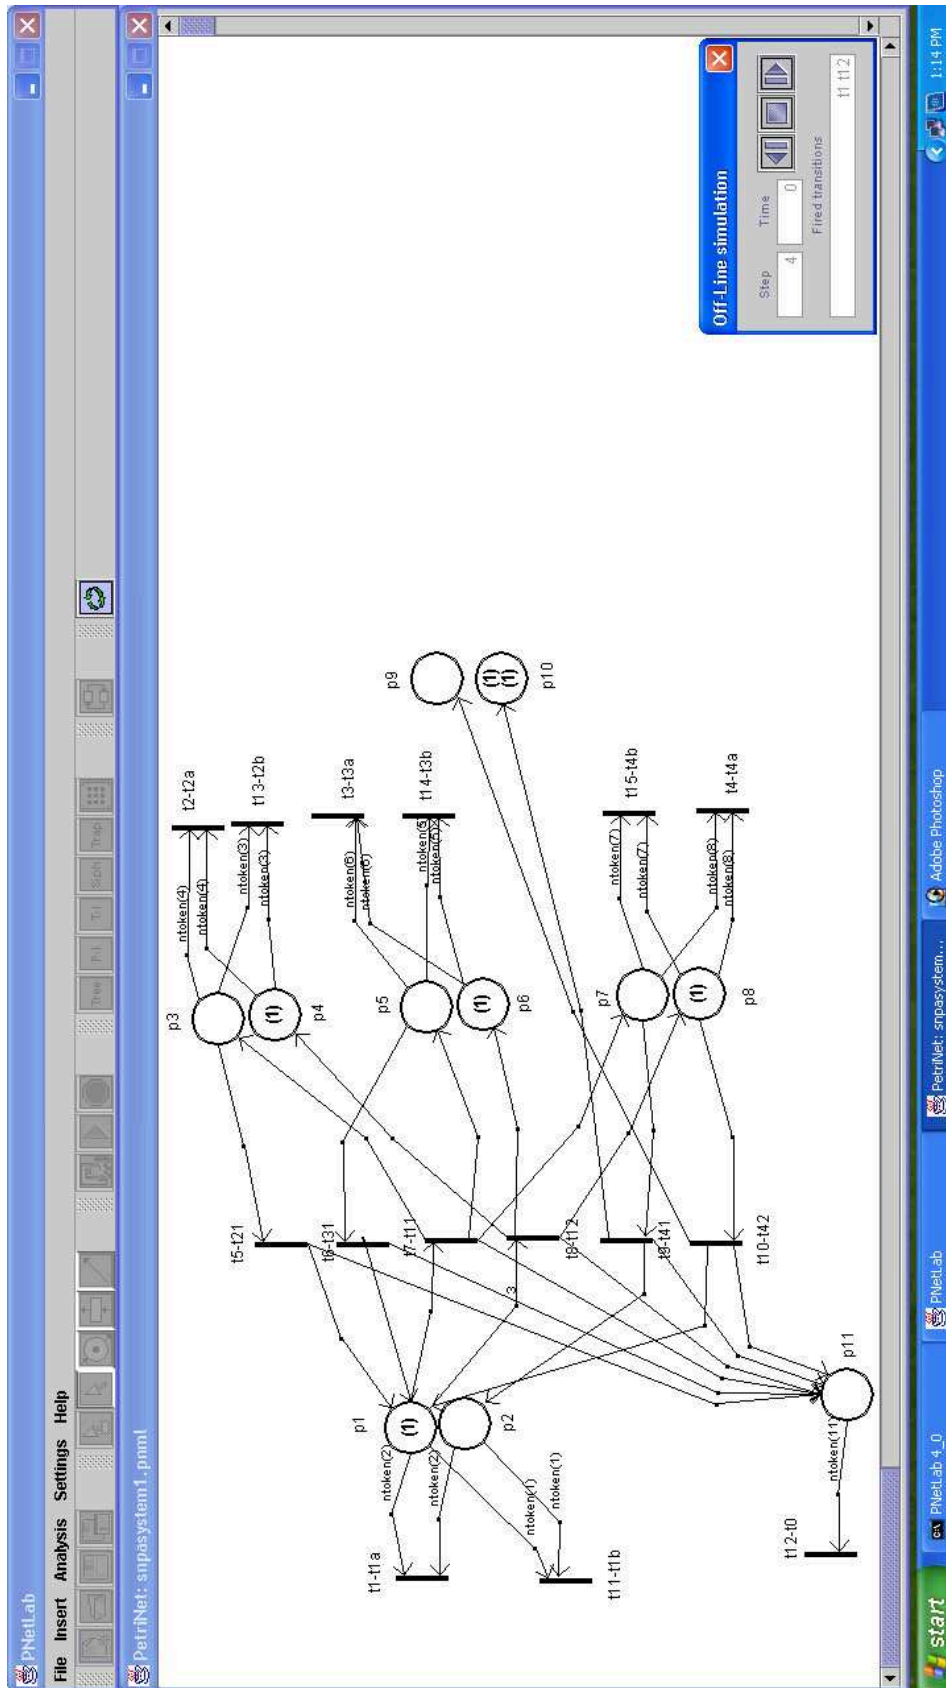 PNetLab
PetriNet: snpasystem1.pnml
File Insert Analysis Settings Help
Tree P-I T-I Siph Trap
t2-t2a
ntoken(4)
ntoken(4)
p3
t13-t2b
ntoken(3)
ntoken(3)
(1)
p4
t5-t21
t3-t3a
ntoken(6)
ntoken(6)
p5
t14-t3b
ntoken(5)
ntoken(5)
(1)
p6
t6-t31
p9
(1)
(1)
p10
p1
(1)
ntoken(2)
ntoken(2)
t1-t1a
p2
t7-t11
3
t8-t12
ntoken(1)
ntoken(1)
t11-t1b
p7
t15-t4b
ntoken(7)
ntoken(7)
t9-t41
(1)
p8
t4-t4a
ntoken(8)
ntoken(8)
t10-t42
p11
ntoken(11)
t12-t0
Off-Line simulation
Step Time
4 0
Fired transitions
t1 t12
start
PNetLab 4_0
PNetLab
PetriNet: snpasystem...
Adobe Photoshop
1:14 PM